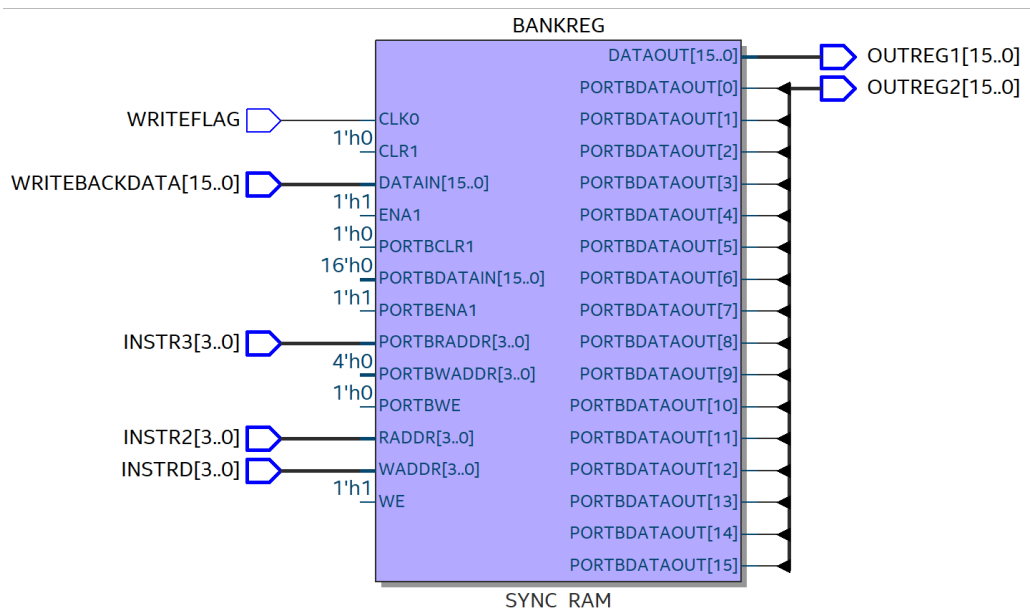 BANKREG
DATAOUT[15..0]
OUTREG1[15..0]
PORTBDATAOUT[0]
OUTREG2[15..0]
WRITEFLAG
CLK0
PORTBDATAOUT[1]
1'h0
CLR1
PORTBDATAOUT[2]
WRITEBACKDATA[15..0]
DATAIN[15..0]
PORTBDATAOUT[3]
1'h1
ENA1
PORTBDATAOUT[4]
1'h0
PORTBCLR1
PORTBDATAOUT[5]
16'h0
PORTBDATAIN[15..0]
PORTBDATAOUT[6]
1'h1
PORTBENA1
PORTBDATAOUT[7]
INSTR3[3..0]
PORTBRADDR[3..0]
PORTBDATAOUT[8]
4'h0
PORTBWADDR[3..0]
PORTBDATAOUT[9]
1'h0
PORTBWE
PORTBDATAOUT[10]
INSTR2[3..0]
RADDR[3..0]
PORTBDATAOUT[11]
INSTRD[3..0]
WADDR[3..0]
PORTBDATAOUT[12]
1'h1
WE
PORTBDATAOUT[13]
PORTBDATAOUT[14]
PORTBDATAOUT[15]
SYNC_RAM